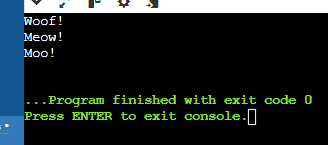 Woof!
Meow!
Moo!
...Program finished with exit code 0
Press ENTER to exit console.